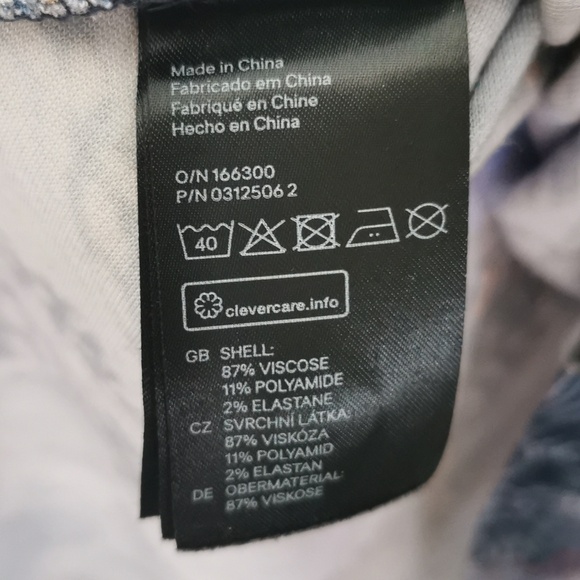 Made in China
Fabricado em China
Fabriqué en Chine
Hecho en China
O/N 166300
P/N 0312506 2
40
clevercare.info
GB SHELL:
87% VISCOSE
11% POLYAMIDE
2% ELASTANE
CZ SVRCHNÍ LÁTKA:
87% VISKÓZA
11% POLYAMID
2% ELASTAN
DE OBERMATERIAL:
87% VISKOSE